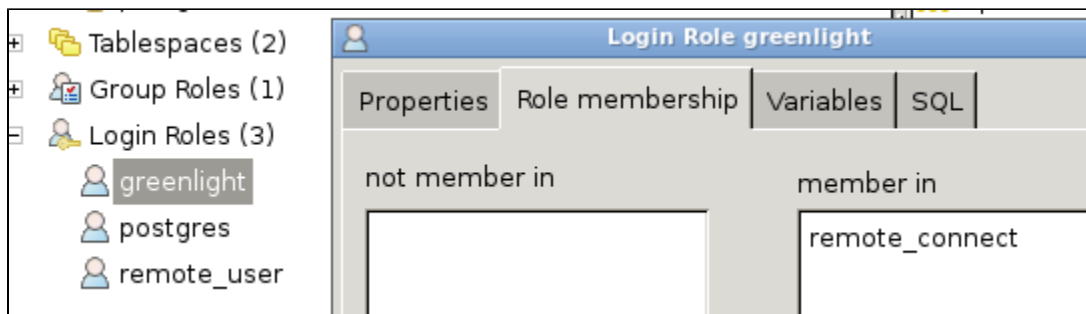 Tablespaces (2)
Group Roles (1)
Login Roles (3)
greenlight
postgres
remote_user
Login Role greenlight
Properties
Role membership
Variables
SQL
not member in
member in
remote_connect